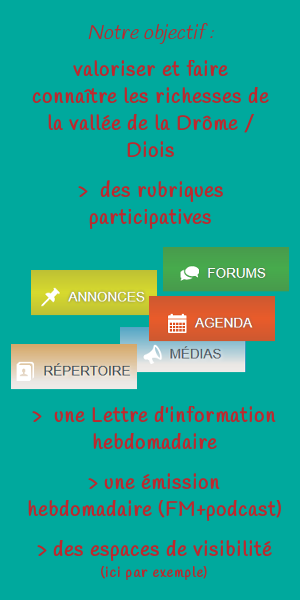 Notre objectif :
valoriser et faire
connaître les richesses de
la vallée de la Drôme /
Diois
> des rubriques
participatives
FORUMS
ANNONCES
AGENDA
MÉDIAS
RÉPERTOIRE
> une Lettre d'information
hebdomadaire
> une émission
hebdomadaire (FM+podcast)
> des espaces de visibilité
(ici par exemple)